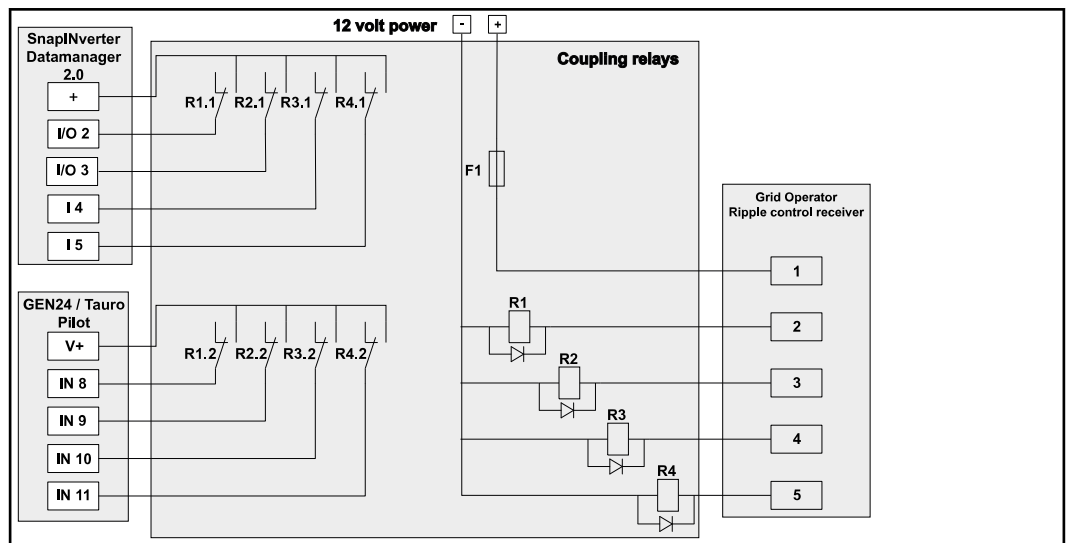 12 volt power
-
+
SnapINverter
Datamanager
2.0
+
I/O 2
I/O 3
I 4
I 5
R1.1
R2.1
R3.1
R4.1
Coupling relays
F1
Grid Operator
Ripple control receiver
1
2
3
4
5
R1
R2
R3
R4
GEN24 / Tauro
Pilot
V+
IN 8
IN 9
IN 10
IN 11
R1.2
R2.2
R3.2
R4.2